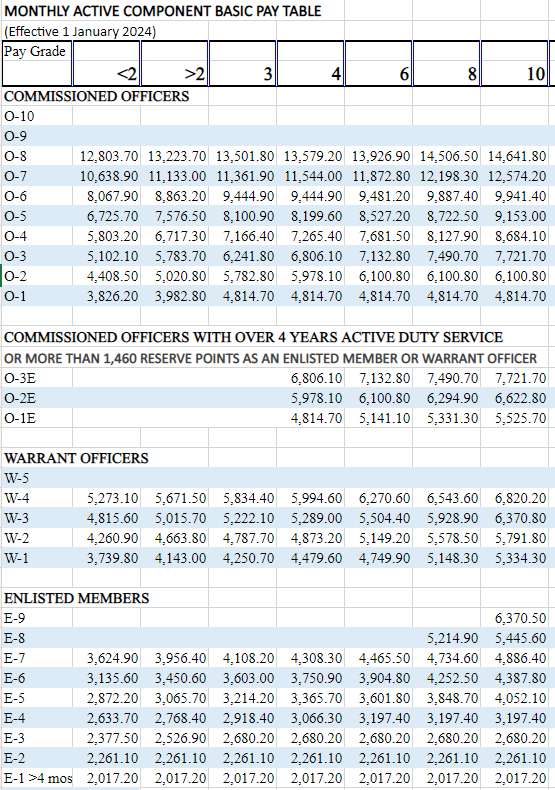 MONTHLY ACTIVE COMPONENT BASIC PAY TABLE
(Effective 1 January 2024)
Pay Grade
<2 >2 3 4 6 8 10
COMMISSIONED OFFICERS
O-10
O-9
O-8 12,803.70 13,223.70 13,501.80 13,579.20 13,926.90 14,506.50 14,641.80
O-7 10,638.90 11,133.00 11,361.90 11,544.00 11,872.80 12,198.30 12,574.20
O-6 8,067.90 8,863.20 9,444.90 9,444.90 9,481.20 9,887.40 9,941.40
O-5 6,725.70 7,576.50 8,100.90 8,199.60 8,527.20 8,722.50 9,153.00
O-4 5,803.20 6,717.30 7,166.40 7,265.40 7,681.50 8,127.90 8,684.10
O-3 5,102.10 5,783.70 6,241.80 6,806.10 7,132.80 7,490.70 7,721.70
O-2 4,408.50 5,020.80 5,782.80 5,978.10 6,100.80 6,100.80 6,100.80
O-1 3,826.20 3,982.80 4,814.70 4,814.70 4,814.70 4,814.70 4,814.70
COMMISSIONED OFFICERS WITH OVER 4 YEARS ACTIVE DUTY SERVICE
OR MORE THAN 1,460 RESERVE POINTS AS AN ENLISTED MEMBER OR WARRANT OFFICER
O-3E 6,806.10 7,132.80 7,490.70 7,721.70
O-2E 5,978.10 6,100.80 6,294.90 6,622.80
O-1E 4,814.70 5,141.10 5,331.30 5,525.70
WARRANT OFFICERS
W-5
W-4 5,273.10 5,671.50 5,834.40 5,994.60 6,270.60 6,543.60 6,820.20
W-3 4,815.60 5,015.70 5,222.10 5,289.00 5,504.40 5,928.90 6,370.80
W-2 4,260.90 4,663.80 4,787.70 4,873.20 5,149.20 5,578.50 5,791.80
W-1 3,739.80 4,143.00 4,250.70 4,479.60 4,749.90 5,148.30 5,334.30
ENLISTED MEMBERS
E-9 6,370.50
E-8 5,214.90 5,445.60
E-7 3,624.90 3,956.40 4,108.20 4,308.30 4,465.50 4,734.60 4,886.40
E-6 3,135.60 3,450.60 3,603.00 3,750.90 3,904.80 4,252.50 4,387.80
E-5 2,872.20 3,065.70 3,214.20 3,365.70 3,601.80 3,848.70 4,052.10
E-4 2,633.70 2,768.40 2,918.40 3,066.30 3,197.40 3,197.40 3,197.40
E-3 2,377.50 2,526.90 2,680.20 2,680.20 2,680.20 2,680.20 2,680.20
E-2 2,261.10 2,261.10 2,261.10 2,261.10 2,261.10 2,261.10 2,261.10
E-1 >4 mos 2,017.20 2,017.20 2,017.20 2,017.20 2,017.20 2,017.20 2,017.20